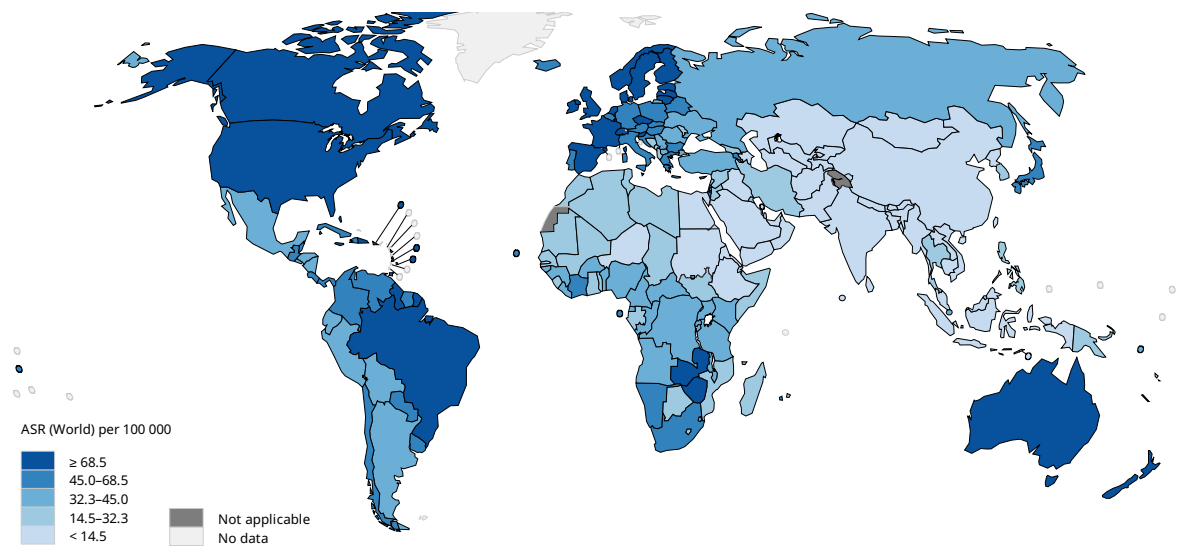 ASR (World) per 100 000
≥ 68.5
45.0–68.5
32.3–45.0
14.5–32.3
< 14.5
Not applicable
No data